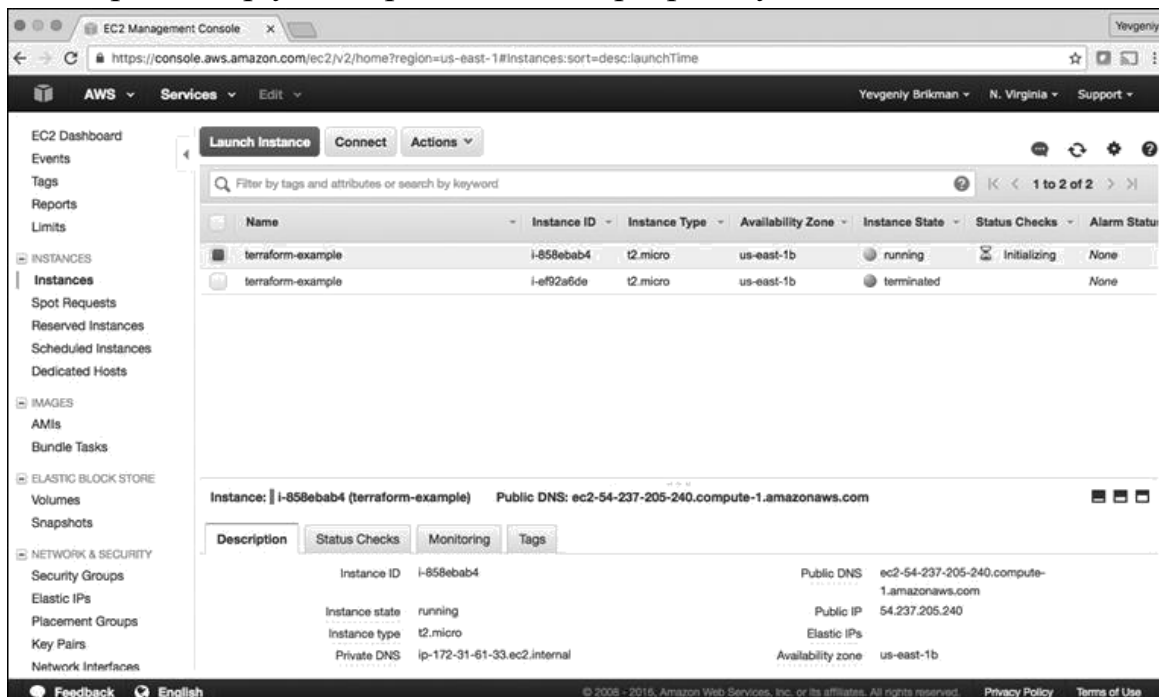 EC2 Management Console
Yevgeniy
https://console.aws.amazon.com/ec2/v2/home?region=us-east-1#Instances:sort=desc:launchTime
AWS Services Edit Yevgeniy Brikman N. Virginia Support
EC2 Dashboard
Events
Tags
Reports
Limits
INSTANCES
Instances
Spot Requests
Reserved Instances
Scheduled Instances
Dedicated Hosts
IMAGES
AMIs
Bundle Tasks
ELASTIC BLOCK STORE
Volumes
Snapshots
NETWORK & SECURITY
Security Groups
Elastic IPs
Placement Groups
Key Pairs
Network Interfaces
Launch Instance Connect Actions
Filter by tags and attributes or search by keyword 1 to 2 of 2
Name Instance ID Instance Type Availability Zone Instance State Status Checks Alarm Statu
terraform-example i-858ebab4 t2.micro us-east-1b running Initializing None
terraform-example i-ef92a6de t2.micro us-east-1b terminated None
Instance: i-858ebab4 (terraform-example) Public DNS: ec2-54-237-205-240.compute-1.amazonaws.com
Description Status Checks Monitoring Tags
Instance ID i-858ebab4 Public DNS ec2-54-237-205-240.compute-
1.amazonaws.com
Instance state running Public IP 54.237.205.240
Instance type t2.micro Elastic IPs
Private DNS ip-172-31-61-33.ec2.internal Availability zone us-east-1b
Feedback English © 2008 - 2016, Amazon Web Services, Inc. or its affiliates. All rights reserved. Privacy Policy Terms of Use